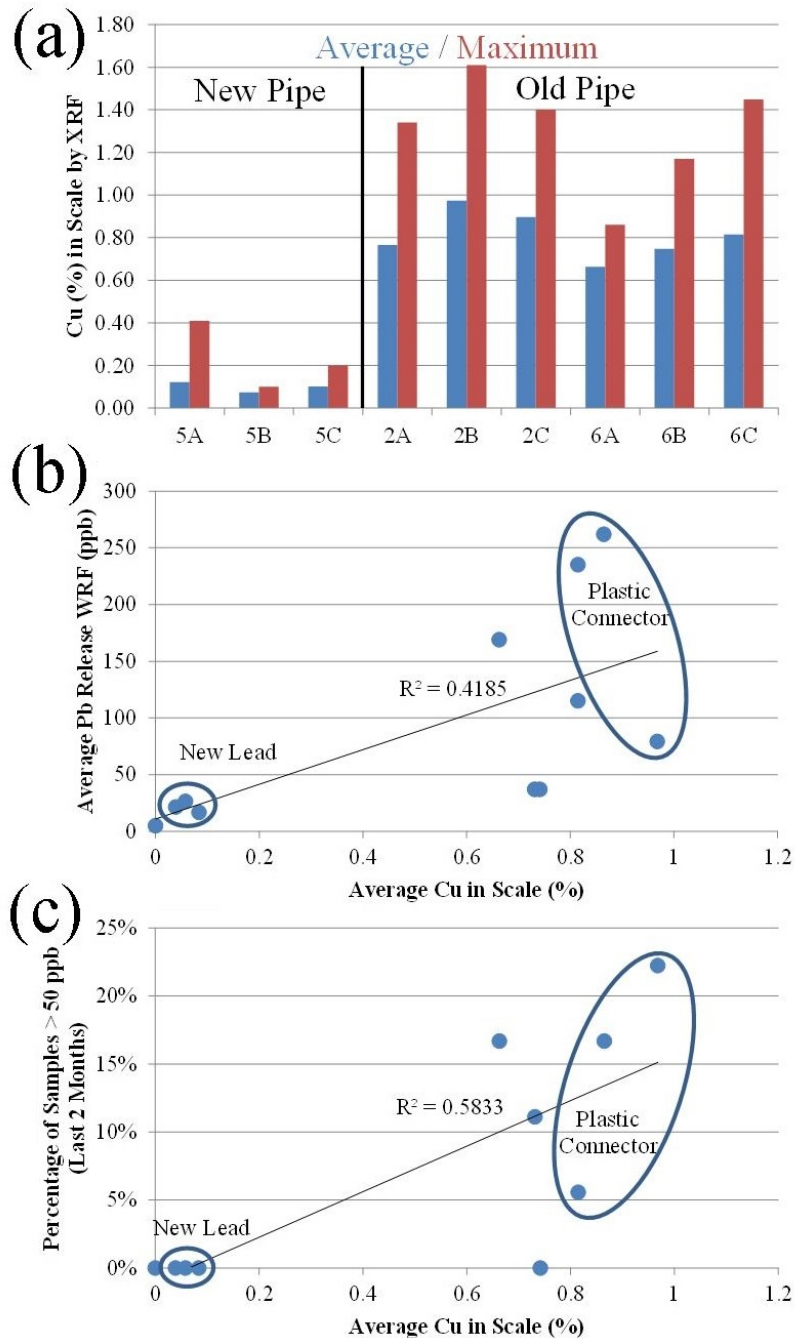 (a)
Average / Maximum
New Pipe
Old Pipe
Cu (%) in Scale by XRF
1.80
1.60
1.40
1.20
1.00
0.80
0.60
0.40
0.20
0.00
5A 5B 5C 2A 2B 2C 6A 6B 6C
(b)
Average Pb Release WRF (ppb)
300
250
200
150
100
50
0
Plastic
Connector
R² = 0.4185
New Lead
0 0.2 0.4 0.6 0.8 1 1.2
Average Cu in Scale (%)
(c)
Percentage of Samples > 50 ppb
(Last 2 Months)
25%
20%
15%
10%
5%
0%
R² = 0.5833
Plastic
Connector
New Lead
0 0.2 0.4 0.6 0.8 1 1.2
Average Cu in Scale (%)